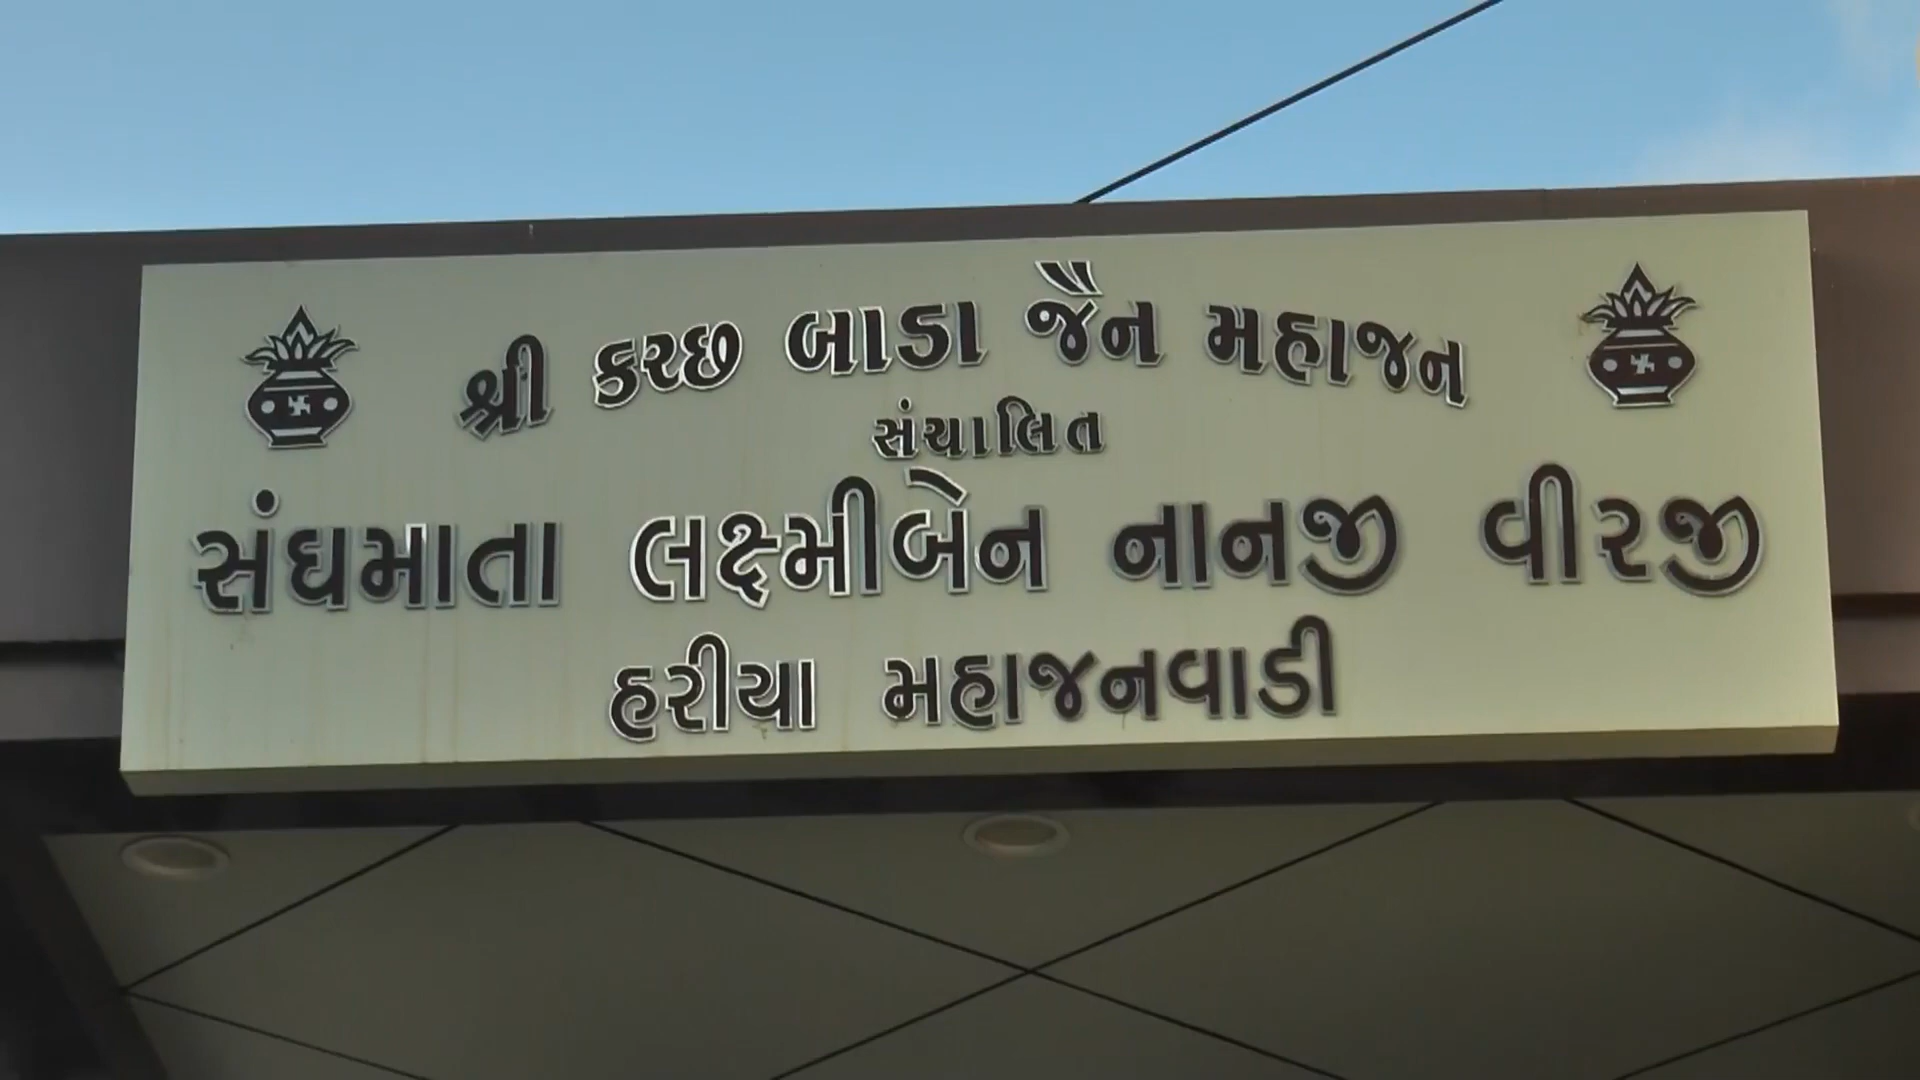 શ્રી કચ્છ બાડા જૈન મહાજન
સંચાલિત
સંઘમાતા લક્ષ્મીબેન નાનજી વીરજી
હરીયા મહાજનવાડી